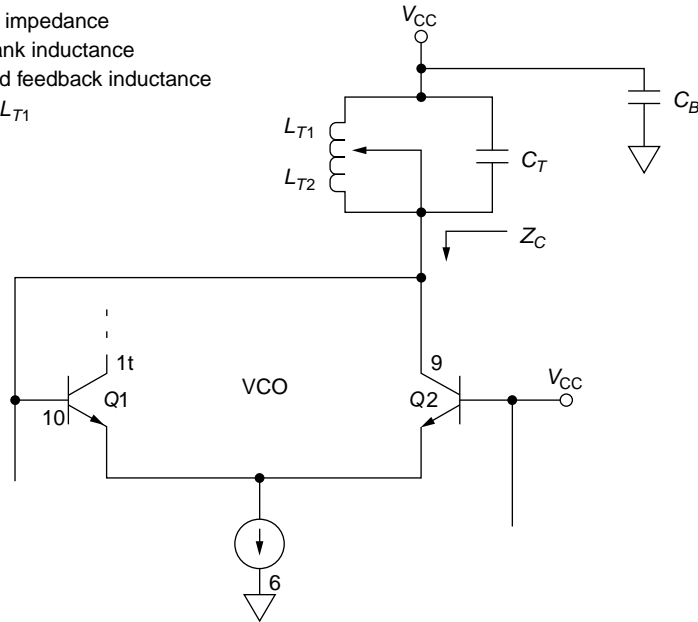 impedance
ank inductance
d feedback inductance
LT1
VCC
CB
LT1
LT2
CT
ZC
1t
Q1
10
VCO
9
Q2
VCC
6